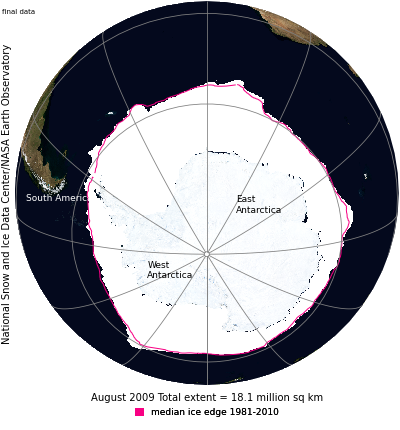 final data
National Snow and Ice Data Center/NASA Earth Observatory
South America
East
Antarctica
West
Antarctica
August 2009 Total extent = 18.1 million sq km
median ice edge 1981-2010